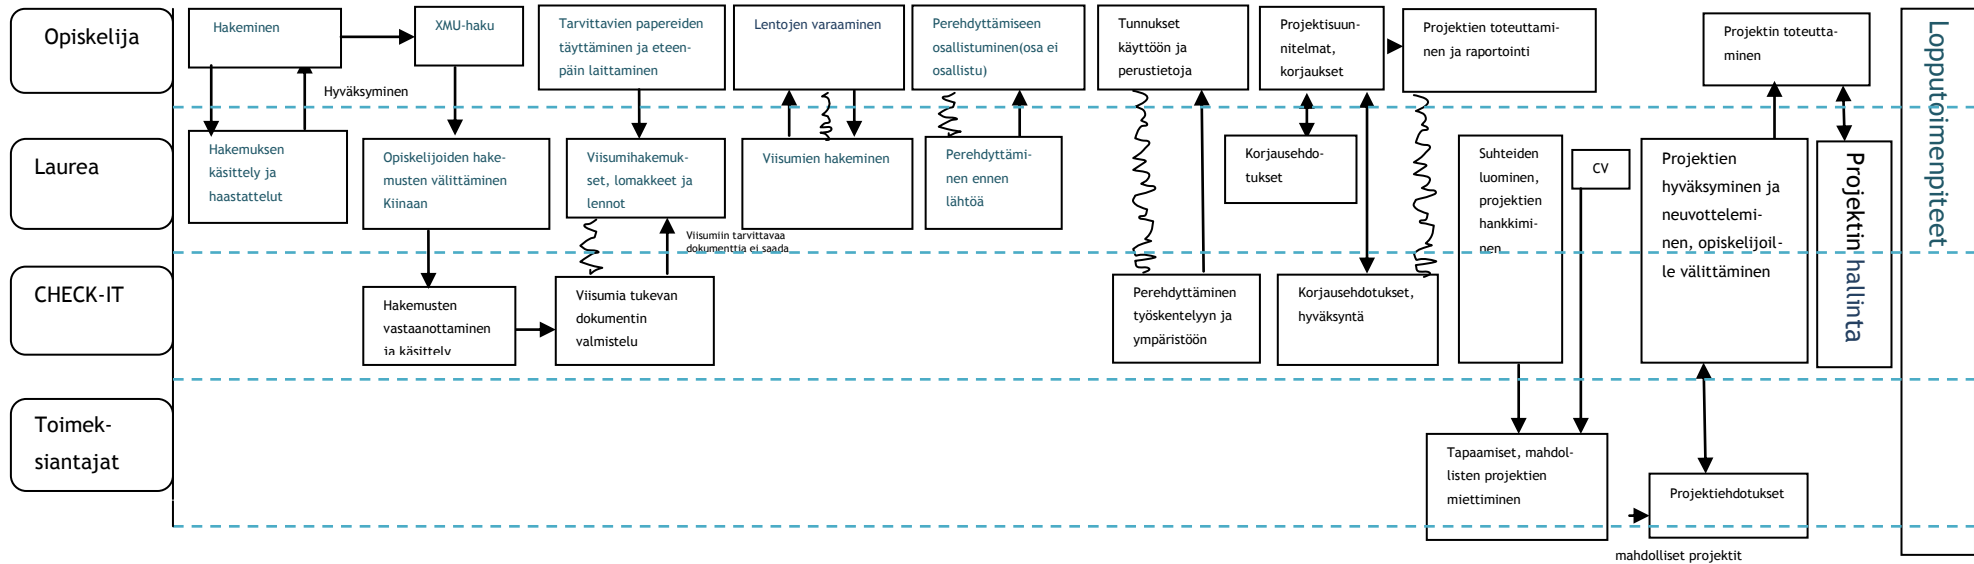 Opiskelija
Hakeminen
XMU-haku
Tarvittavien papereiden
täyttäminen ja eteen-
päin laittaminen
Lentojen varaaminen
Perehdyttämiseen
osallistuminen(osa ei
osallistu)
Tunnukset
käyttöön ja
perustietoja
Projektisuun-
nitelmat,
korjaukset
Projektien toteuttami-
nen ja raportointi
Projektin toteutta-
minen
Lopputoimenpiteet
Hyväksyminen
Laurea
Hakemuksen
käsittely ja
haastattelut
Opiskelijoiden hake-
musten välittäminen
Kiinaan
Viisumihakemuk-
set, lomakkeet ja
lennot
Viisumien hakeminen
Perehdyttämi-
nen ennen
lähtöä
Korjausehdo-
tukset
Suhteiden
luominen,
projektien
hankkimi-
nen
CV
Projektien
hyväksyminen ja
neuvottelemi-
nen, opiskelijoil-
le välittäminen
Projektin hallinta
Viisumiin tarvittavaa
dokumenttia ei saada
CHECK-IT
Hakemusten
vastaanottaminen
ja käsittely
Viisumia tukevan
dokumentin
valmistelu
Perehdyttäminen
työskentelyyn ja
ympäristöön
Korjausehdotukset,
hyväksyntä
Toimek-
siantajat
Tapaamiset, mahdol-
listen projektien
miettiminen
Projektiehdotukset
mahdolliset projektit